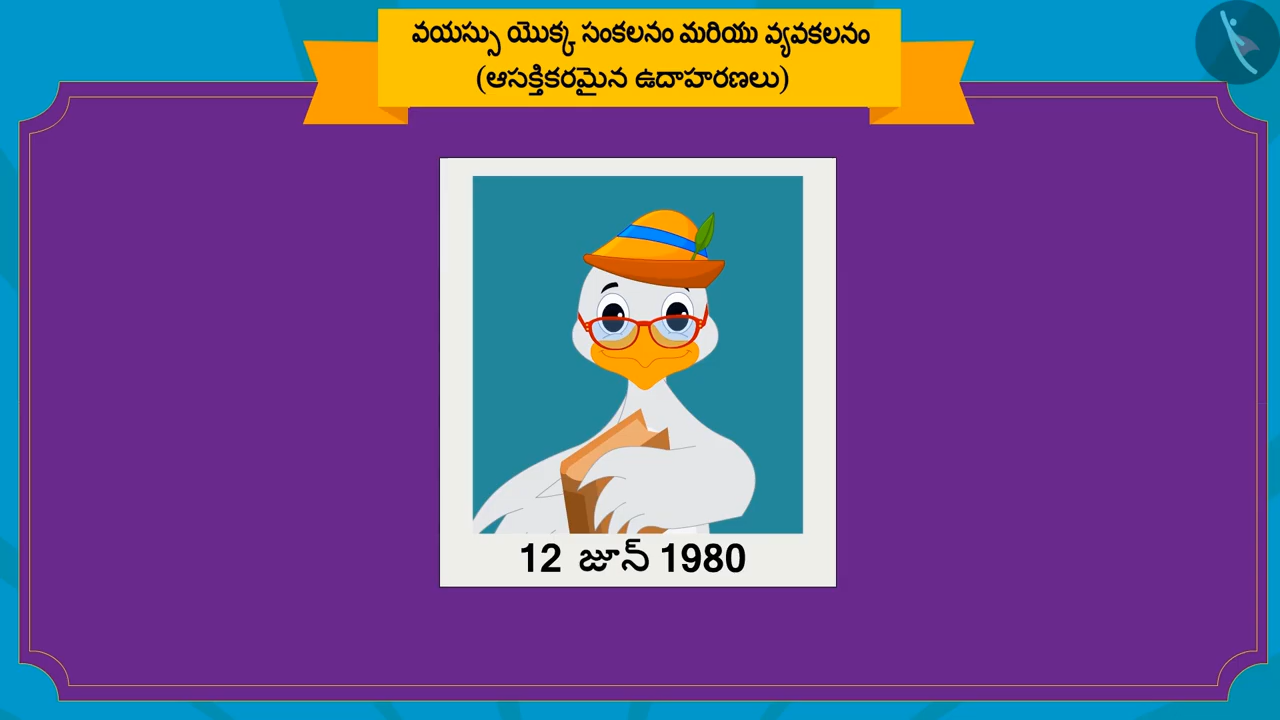 వయస్సు యొక్క సంకలనం మరియు వ్యవకలనం
(ఆసక్తికరమైన ఉదాహరణలు)
12 జూన్ 1980